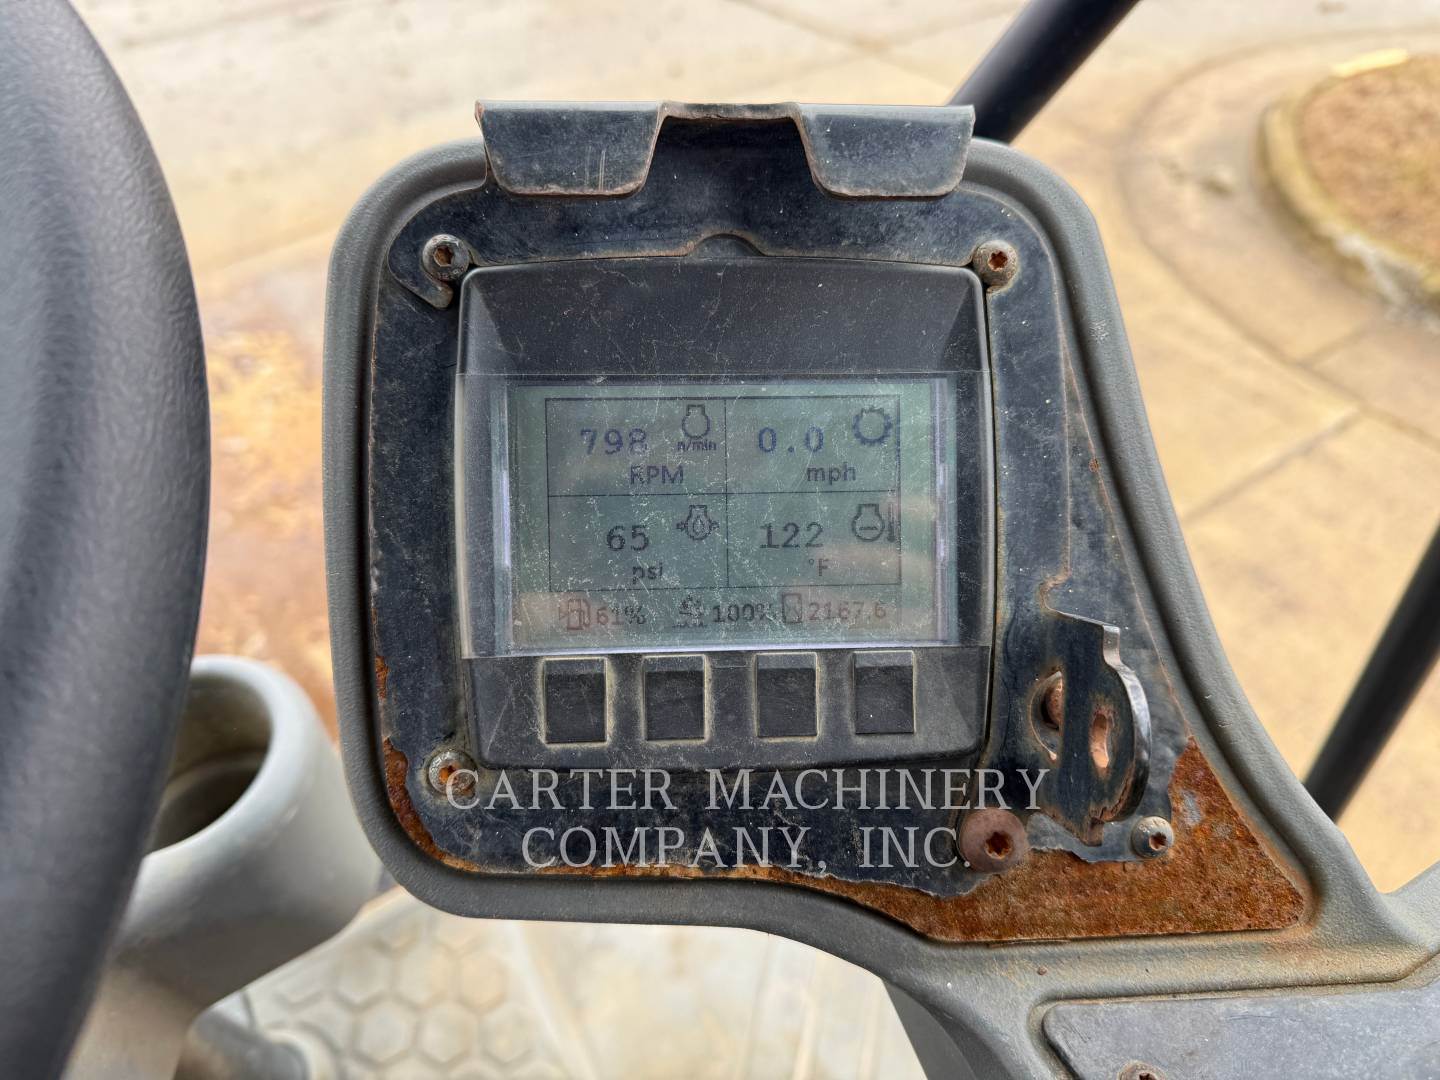 798 n/min 0.0
RPM mph
65 122
psi °F
61% 100% 2167.6
CARTER MACHINERY
COMPANY, INC.